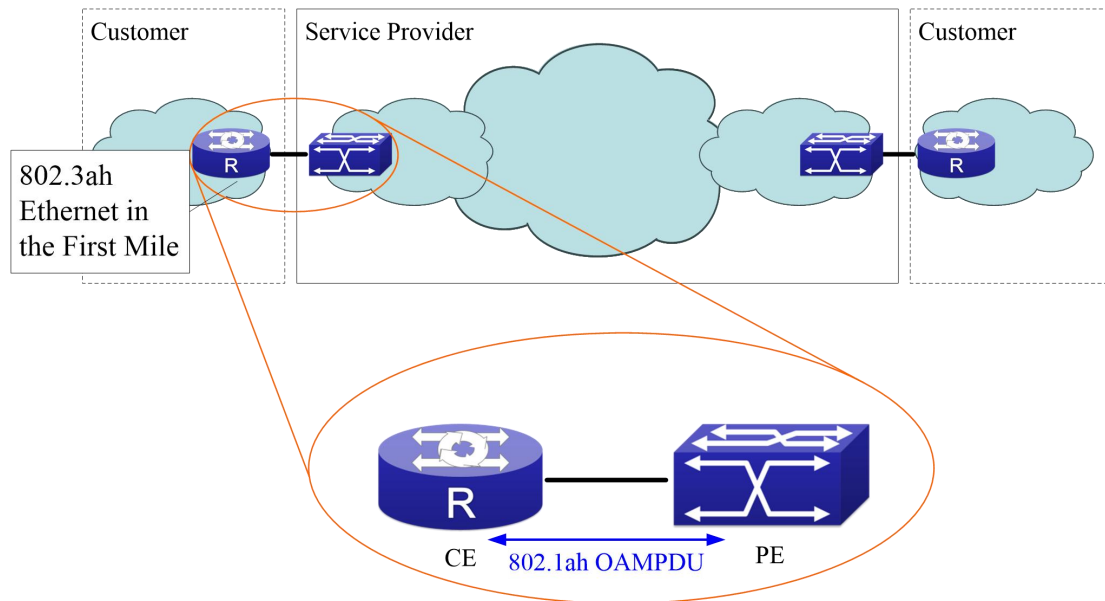 Customer
Service Provider
Customer
R
R
802.3ah
Ethernet in
the First Mile
R
CE
802.1ah OAMPDU
PE